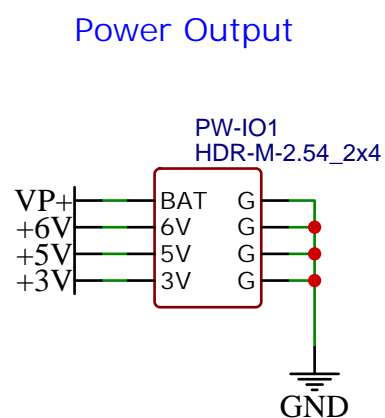 Power Output
PW-IO1
HDR-M-2.54_2x4
VP+ BAT G
+6V 6V G
+5V 5V G
+3V 3V G
GND